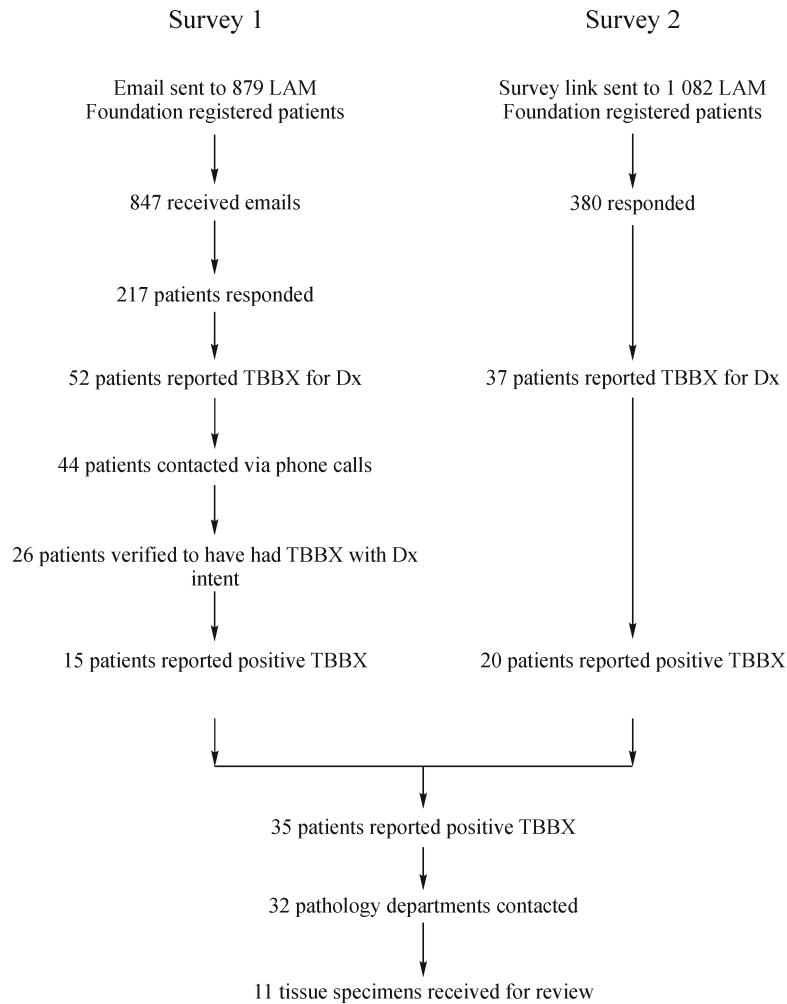 Survey 1
Email sent to 879 LAM
Foundation registered patients
847 received emails
217 patients responded
52 patients reported TBBX for Dx
44 patients contacted via phone calls
26 patients verified to have had TBBX with Dx
intent
15 patients reported positive TBBX
Survey 2
Survey link sent to 1 082 LAM
Foundation registered patients
380 responded
37 patients reported TBBX for Dx
20 patients reported positive TBBX
35 patients reported positive TBBX
32 pathology departments contacted
11 tissue specimens received for review